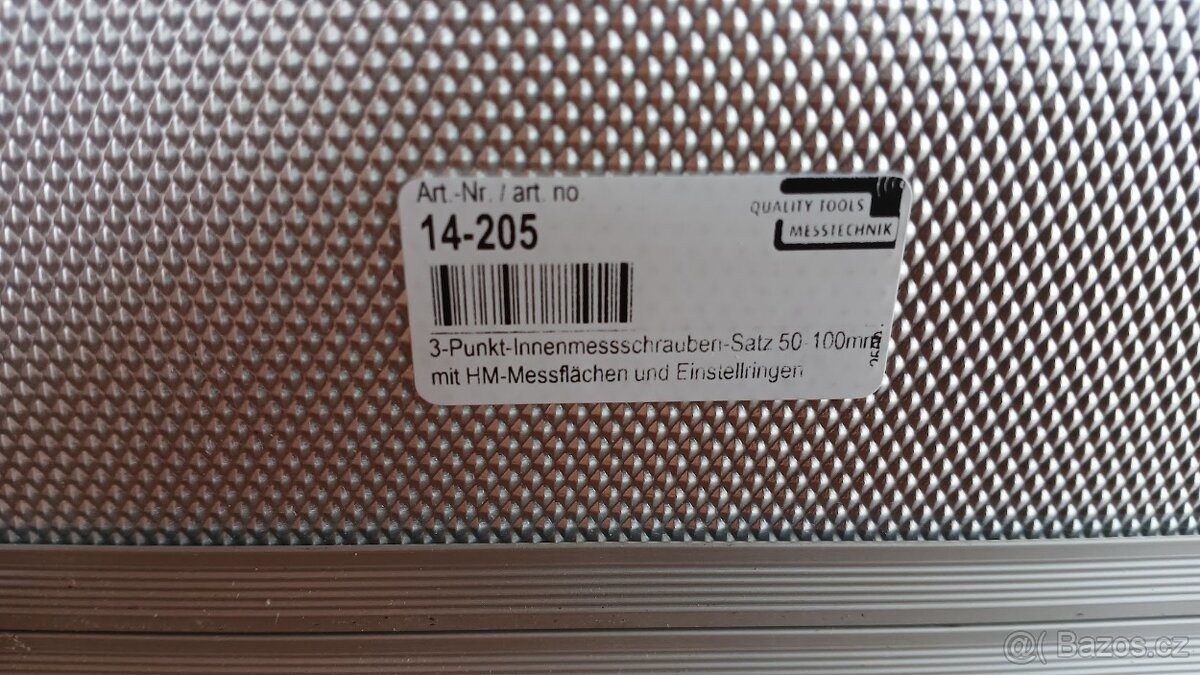 Art.-Nr. / art. no
14-205
QUALITY TOOLS
MESSTECHNIK
3-Punkt-Innenmessschrauben-Satz 50-100mm,
mit HM-Messflächen und Einstellringen
@( Bazos.cz